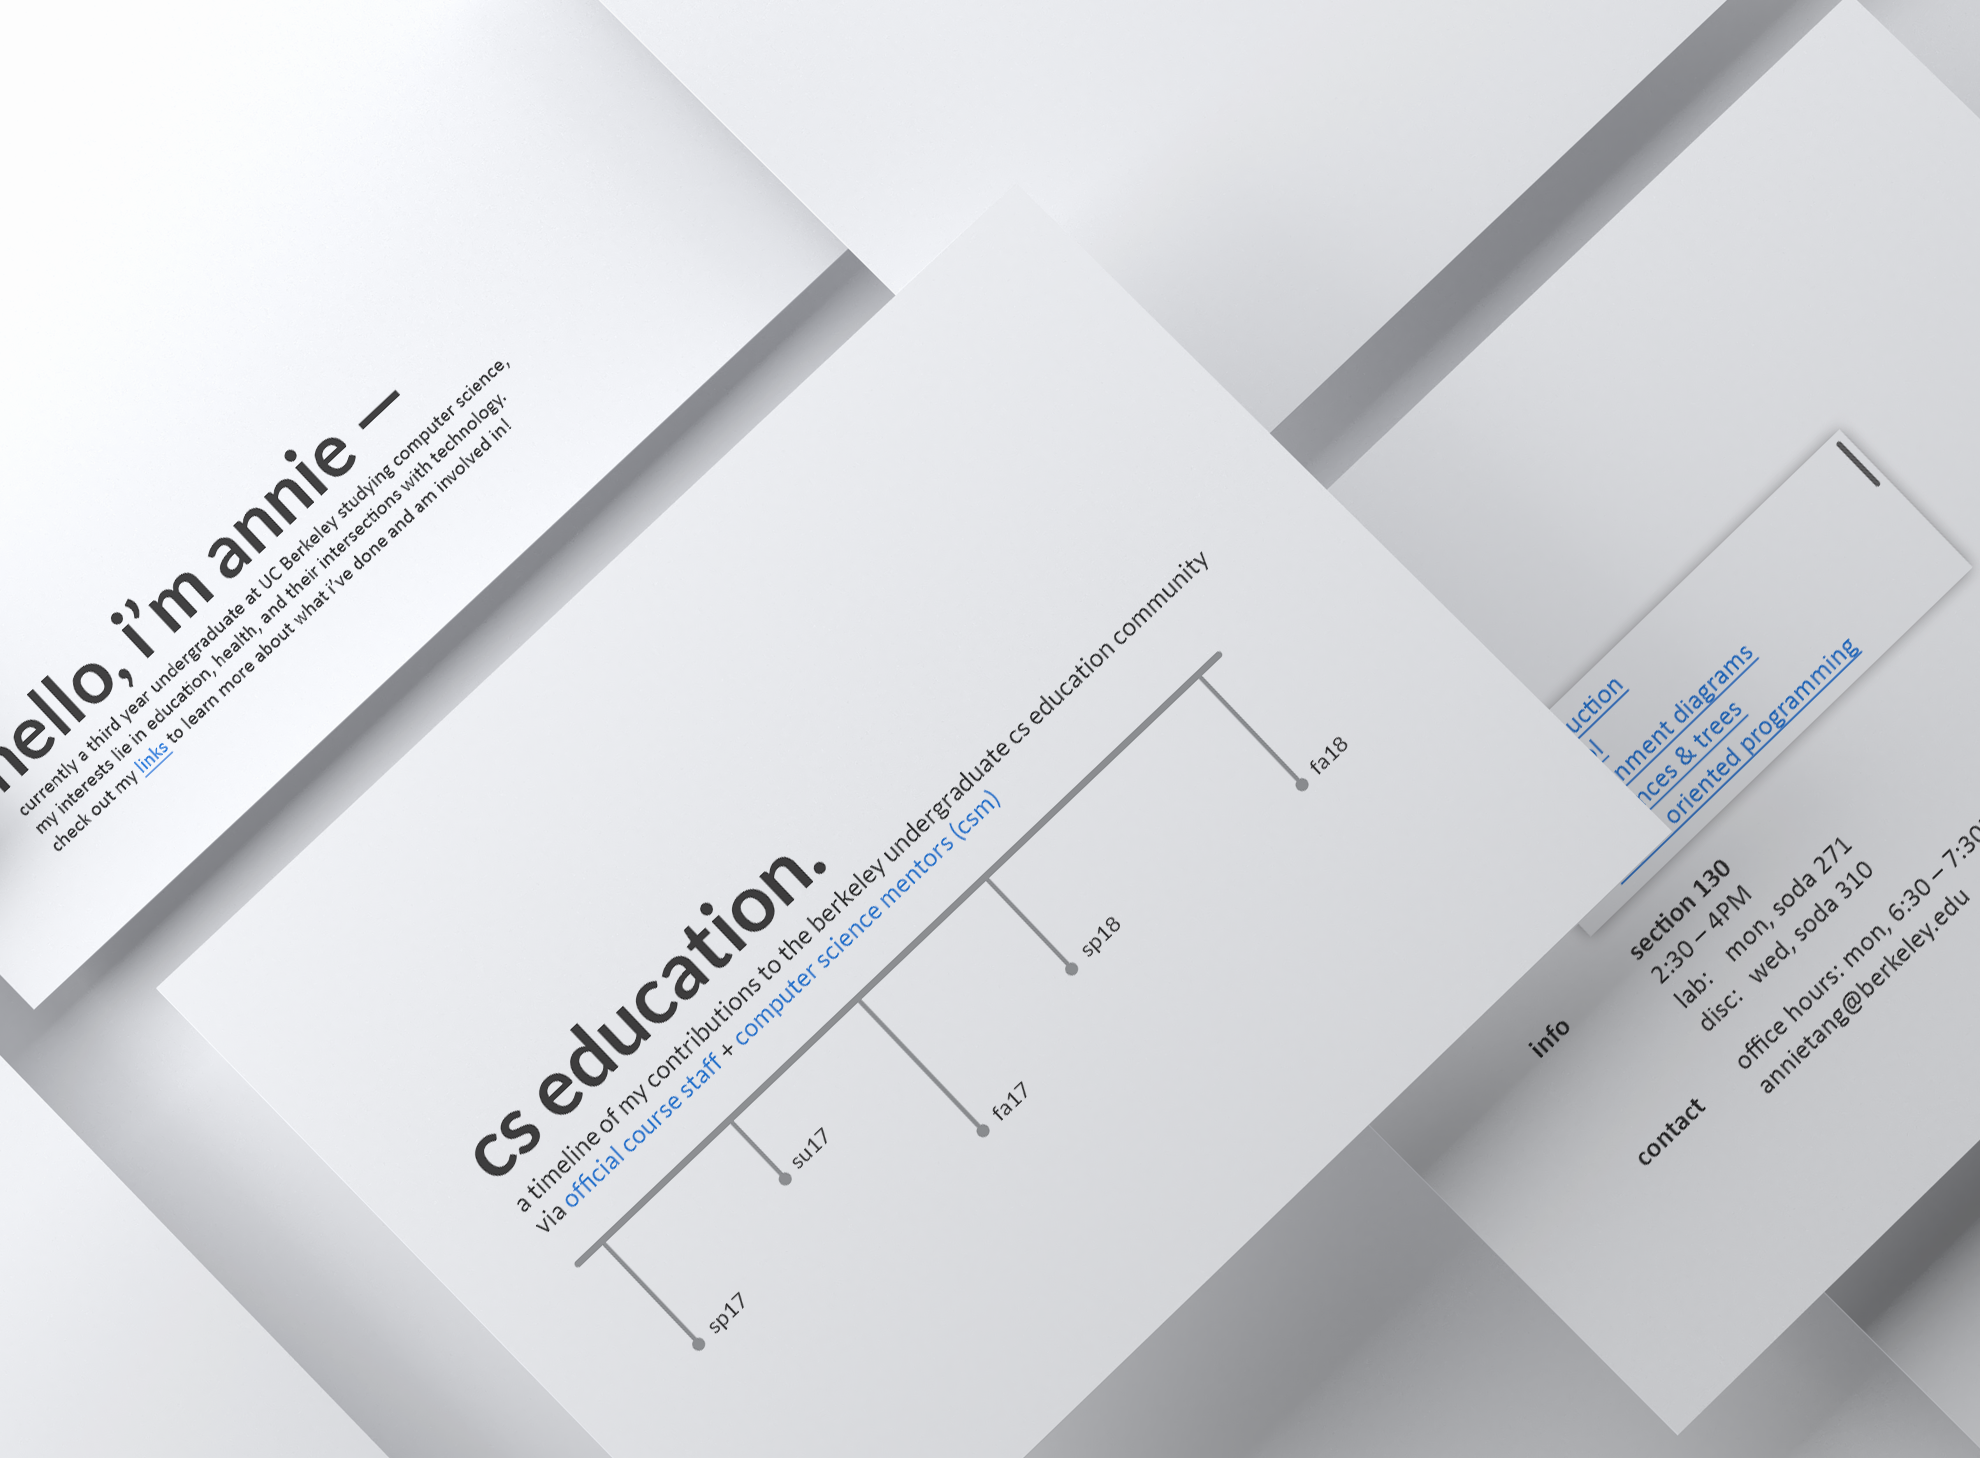 hello, i’m annie —
currently a third year undergraduate at UC Berkeley studying computer science,
my interests lie in education, health, and their intersections with technology.
check out my links to learn more about what i’ve done and am involved in!
cs education.
a timeline of my contributions to the berkeley undergraduate cs education community
via official course staff + computer science mentors (csm)
sp17
su17
fa17
sp18
fa18
uction
nment diagrams
nces & trees
oriented programming
info
section 130
2:30 – 4PM
lab: mon, soda 271
disc: wed, soda 310
contact
office hours: mon, 6:30 – 7:30
annietang@berkeley.edu